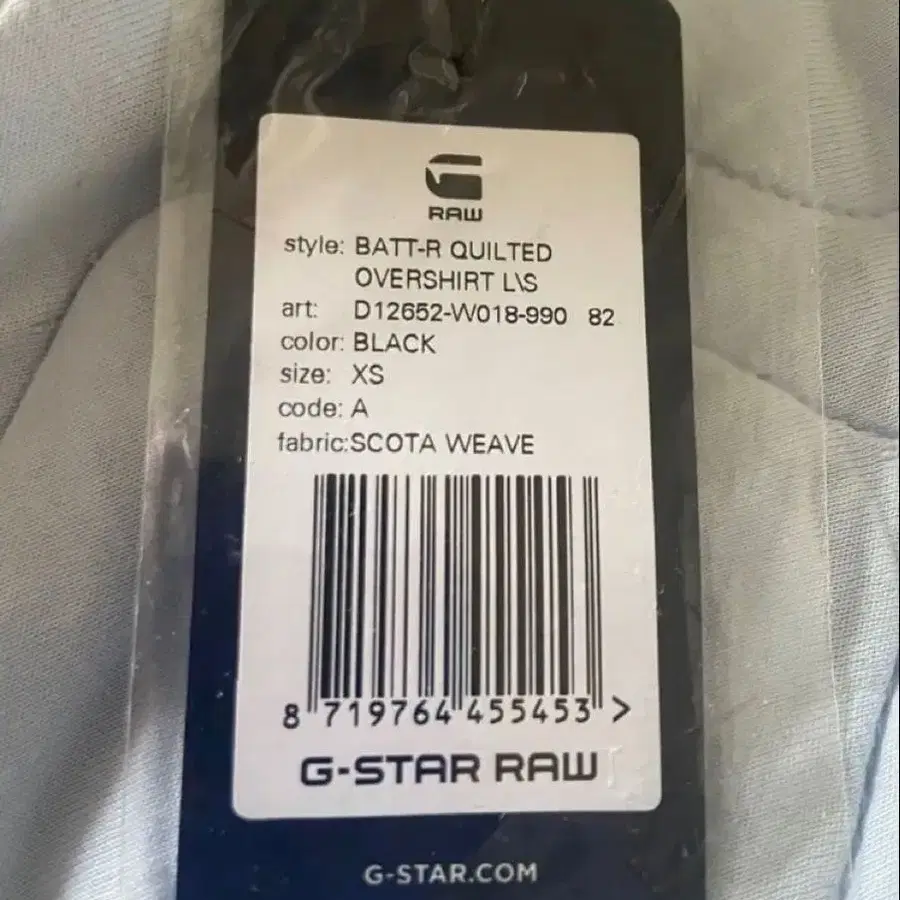 RAW
style: BATT-R QUILTED
OVERSHIRT L\S
art: D12652-W018-990 82
color: BLACK
size: XS
code: A
fabric:SCOTA WEAVE
8 719764 455453 >
G-STAR RAW
G-STAR.COM